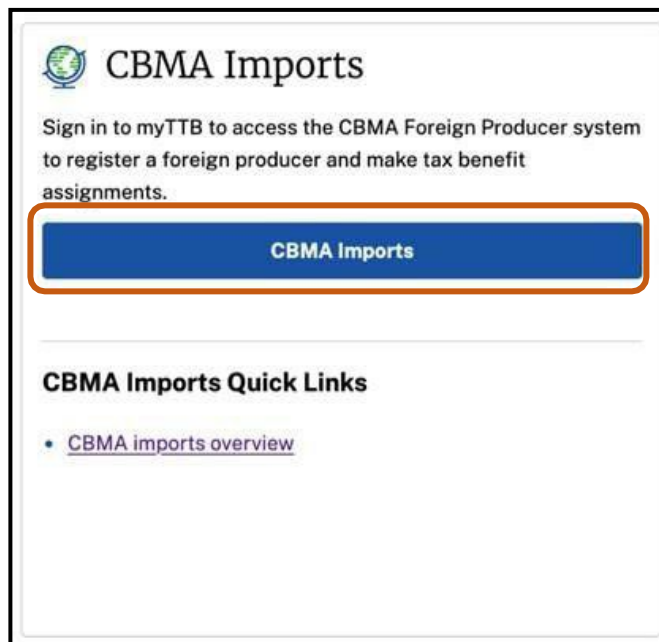 CBMA Imports
Sign in to myTTB to access the CBMA Foreign Producer system
to register a foreign producer and make tax benefit
assignments.
CBMA Imports
CBMA Imports Quick Links
• CBMA imports overview